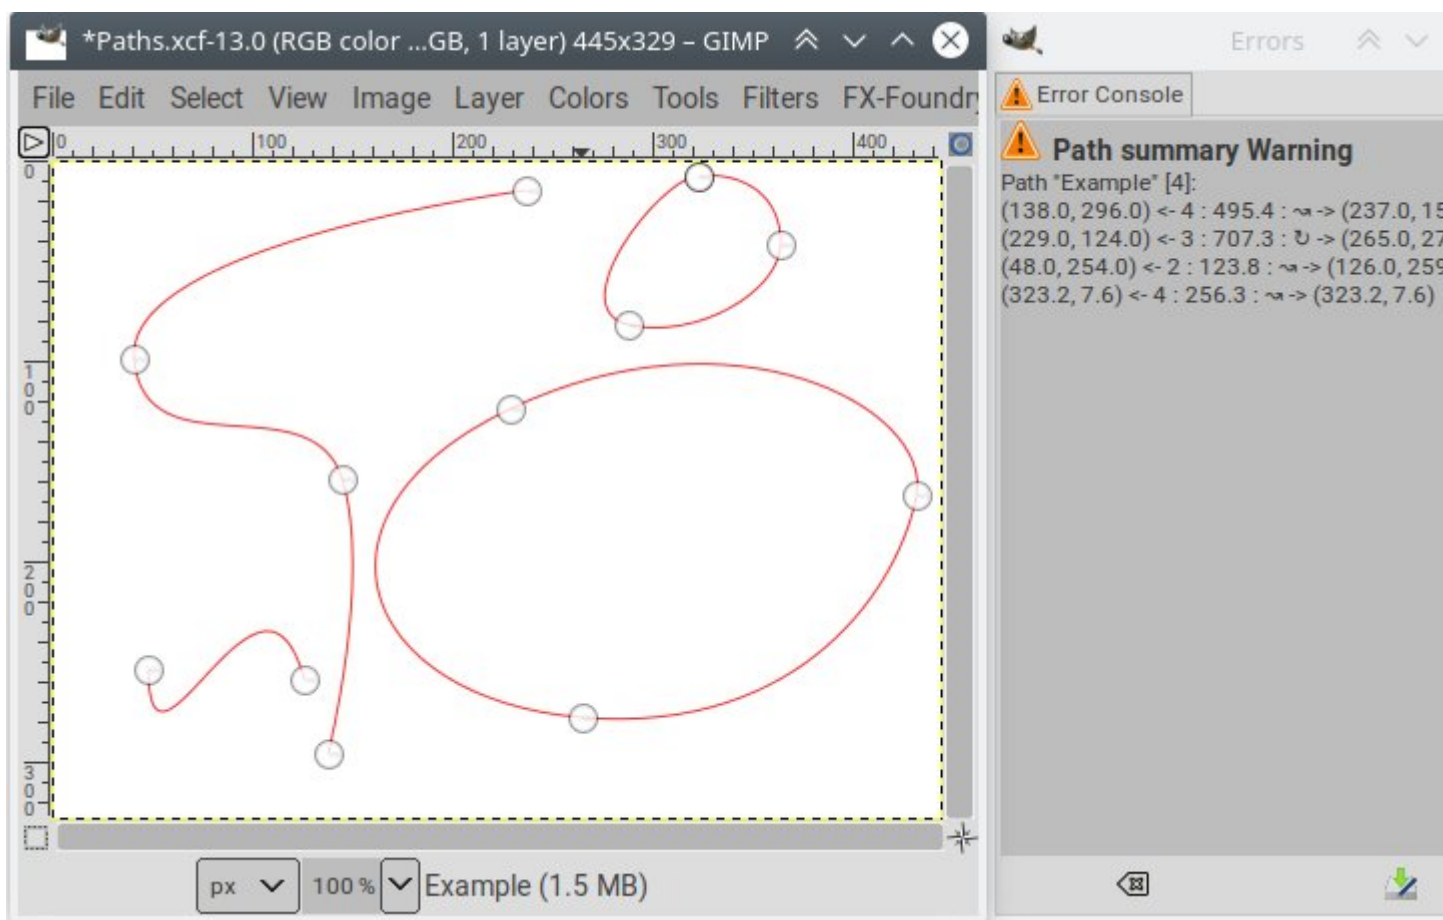 *Paths.xcf-13.0 (RGB color ...GB, 1 layer) 445x329 – GIMP
File Edit Select View Image Layer Colors Tools Filters FX-Foundr
0 100 200 300 400
0
100
200
300
px 100 % Example (1.5 MB)
Errors
Error Console
Path summary Warning
Path "Example" [4]:
(138.0, 296.0) <- 4 : 495.4 : ↝ -> (237.0, 15
(229.0, 124.0) <- 3 : 707.3 : ↻ -> (265.0, 27
(48.0, 254.0) <- 2 : 123.8 : ↝ -> (126.0, 259
(323.2, 7.6) <- 4 : 256.3 : ↝ -> (323.2, 7.6)